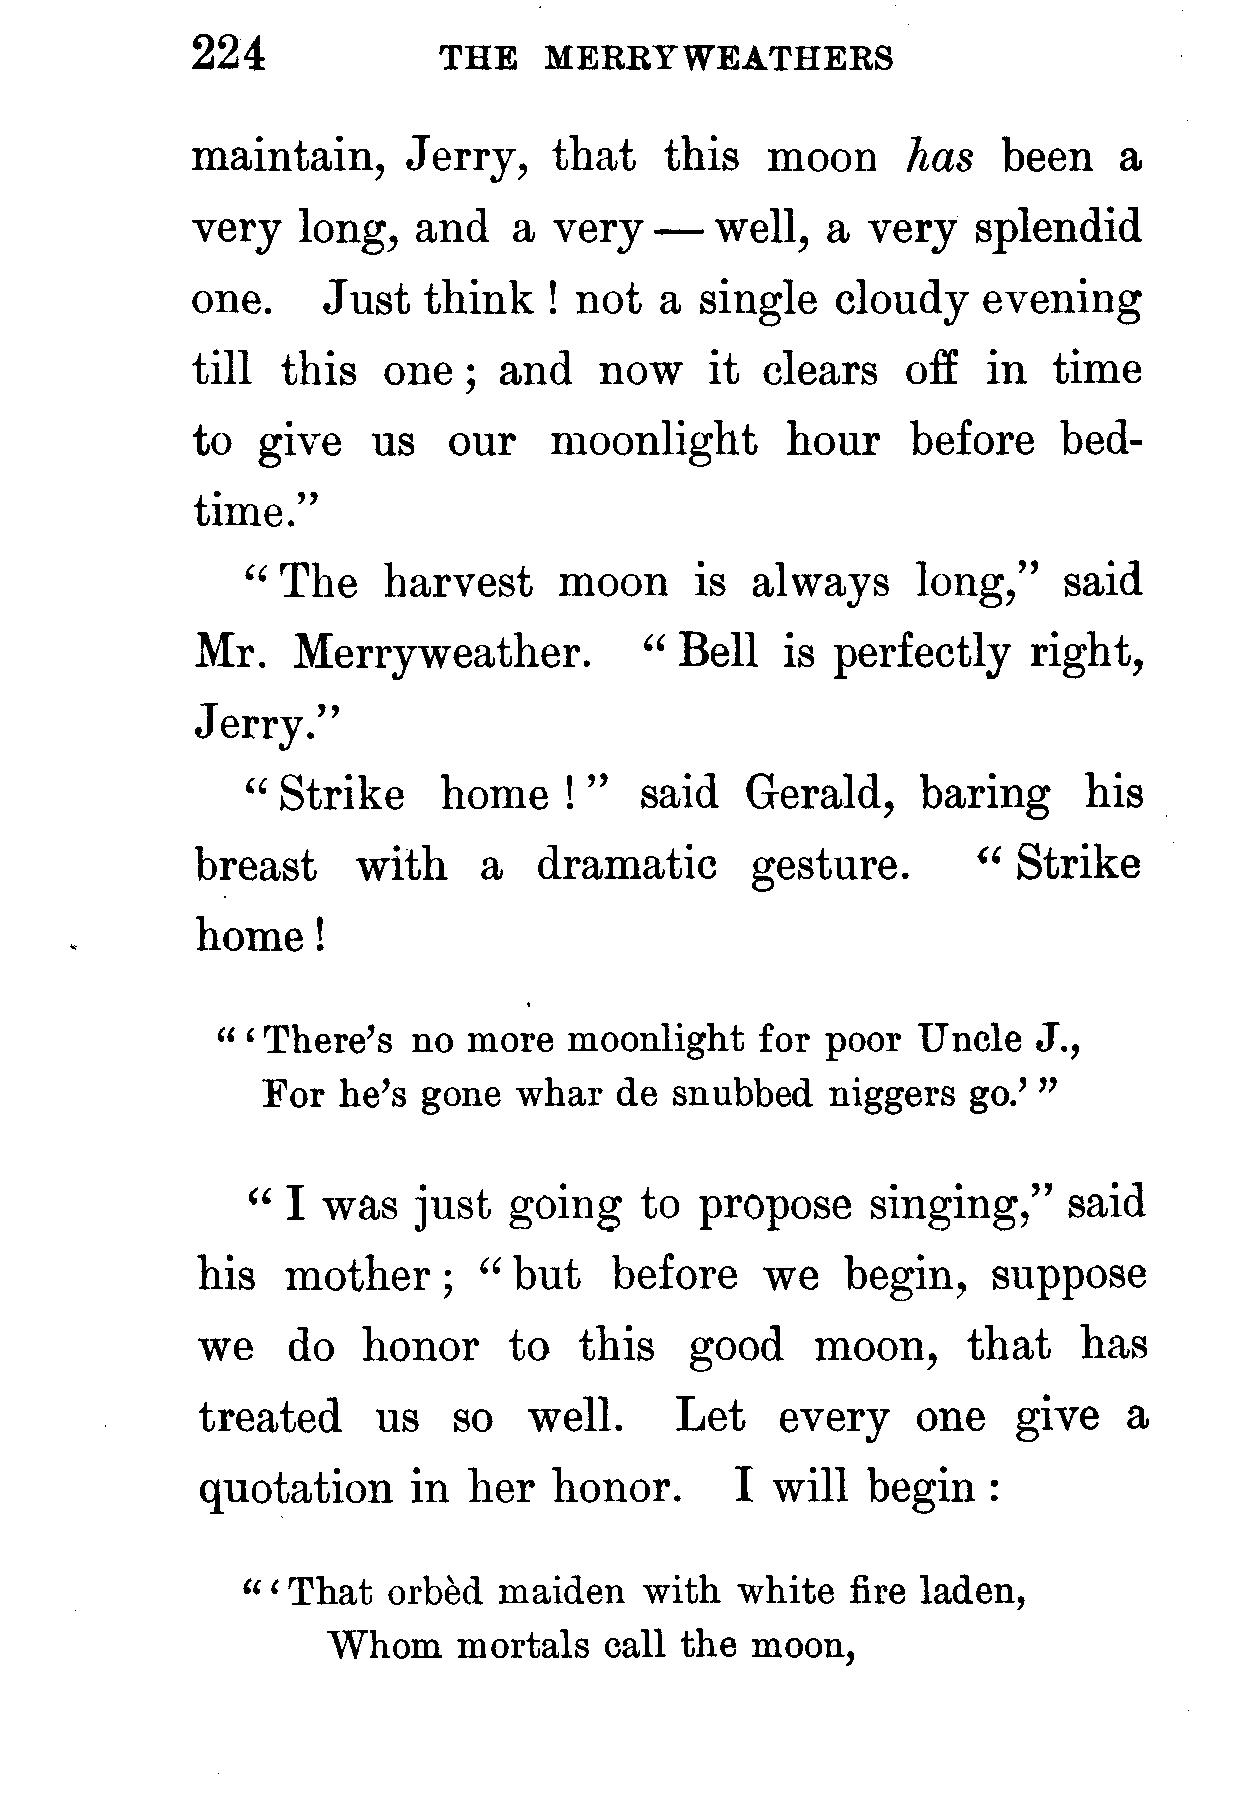 224 THE MERRYWEATHERS
maintain, Jerry, that this moon has been a
very long, and a very — well, a very splendid
one. Just think ! not a single cloudy evening
till this one ; and now it clears off in time
to give us our moonlight hour before bed-
time."
" The harvest moon is always long," said
Mr. Merryweather. " Bell is perfectly right,
Jerry."
" Strike home ! " said Gerald, baring his
breast with a dramatic gesture. " Strike
home !
" ' There's no more moonlight for poor Uncle J.,
For he's gone whar de snubbed niggers go.' "
" I was just going to propose singing," said
his mother ; " but before we begin, suppose
we do honor to this good moon, that has
treated us so well. Let every one give a
quotation in her honor. I will begin :
" ' That orbèd maiden with white fire laden,
Whom mortals call the moon,